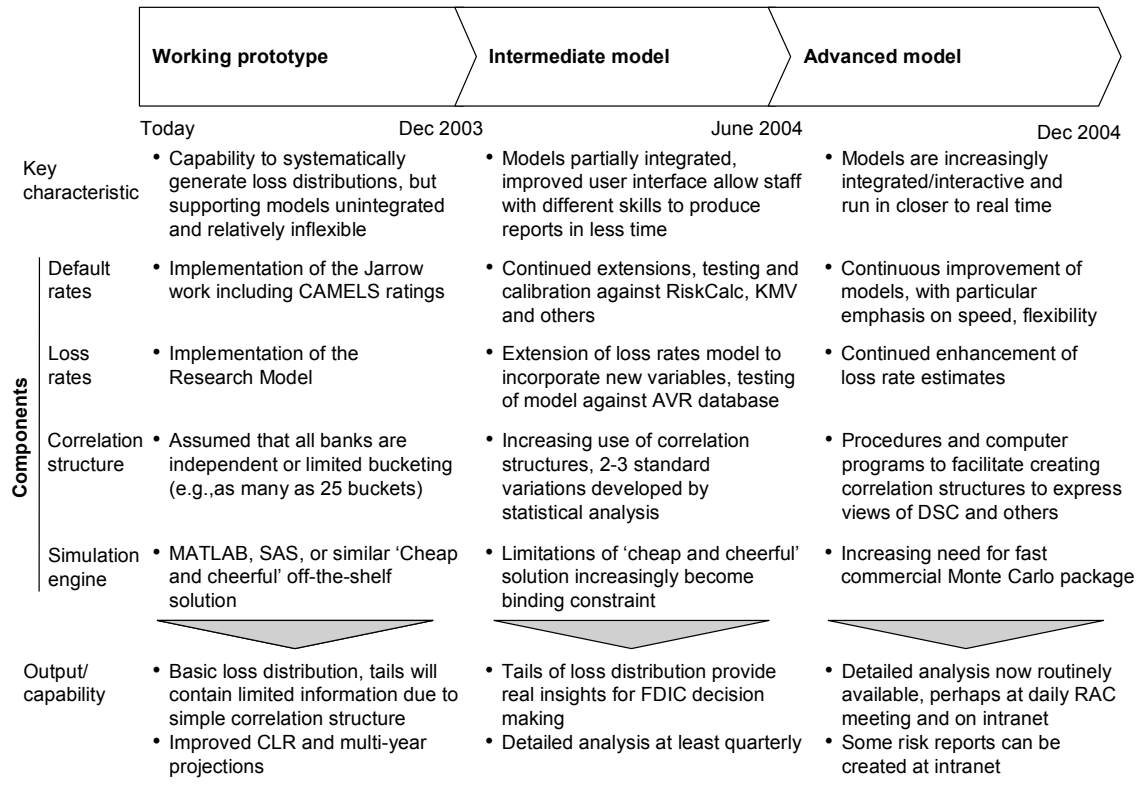 Working prototype
Intermediate model
Advanced model
Today
Dec 2003
June 2004
Dec 2004
Key
characteristic
• Capability to systematically
generate loss distributions, but
supporting models unintegrated
and relatively inflexible
• Models partially integrated,
improved user interface allow staff
with different skills to produce
reports in less time
• Models are increasingly
integrated/interactive and
run in closer to real time
Components
Default
rates
• Implementation of the Jarrow
work including CAMELS ratings
• Continued extensions, testing and
calibration against RiskCalc, KMV
and others
• Continuous improvement of
models, with particular
emphasis on speed, flexibility
Loss
rates
• Implementation of the
Research Model
• Extension of loss rates model to
incorporate new variables, testing
of model against AVR database
• Continued enhancement of
loss rate estimates
Correlation
structure
• Assumed that all banks are
independent or limited bucketing
(e.g.,as many as 25 buckets)
• Increasing use of correlation
structures, 2-3 standard
variations developed by
statistical analysis
• Procedures and computer
programs to facilitate creating
correlation structures to express
views of DSC and others
Simulation
engine
• MATLAB, SAS, or similar ‘Cheap
and cheerful’ off-the-shelf
solution
• Limitations of ‘cheap and cheerful’
solution increasingly become
binding constraint
• Increasing need for fast
commercial Monte Carlo package
Output/
capability
• Basic loss distribution, tails will
contain limited information due to
simple correlation structure
• Improved CLR and multi-year
projections
• Tails of loss distribution provide
real insights for FDIC decision
making
• Detailed analysis at least quarterly
• Detailed analysis now routinely
available, perhaps at daily RAC
meeting and on intranet
• Some risk reports can be
created at intranet